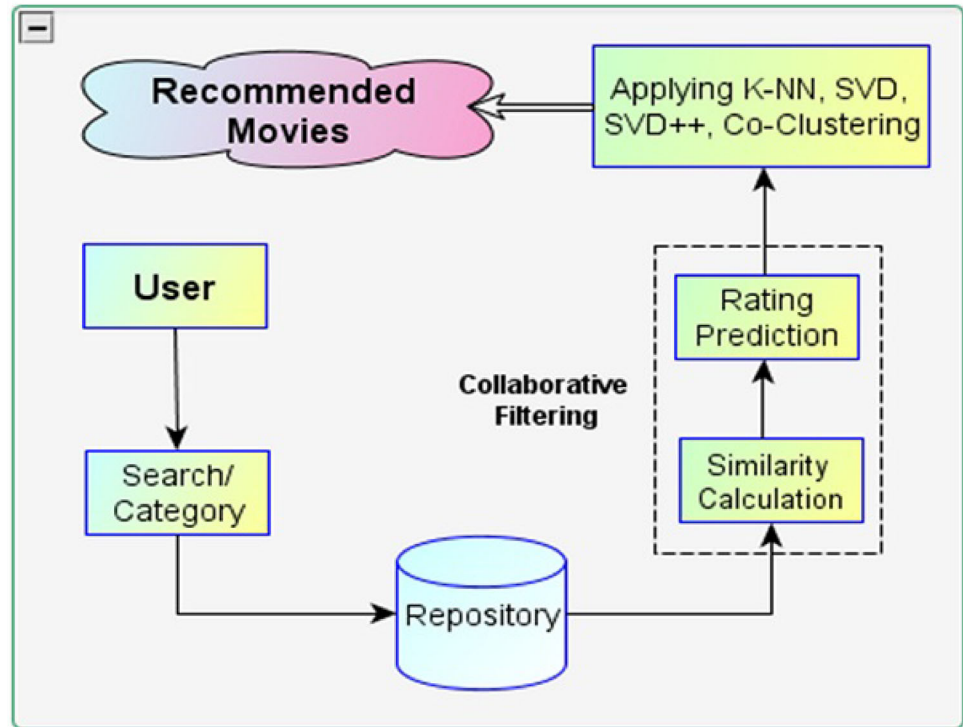 Recommended
Movies
Applying K-NN, SVD,
SVD++, Co-Clustering
User
Rating
Prediction
Collaborative
Filtering
Search/
Category
Similarity
Calculation
Repository